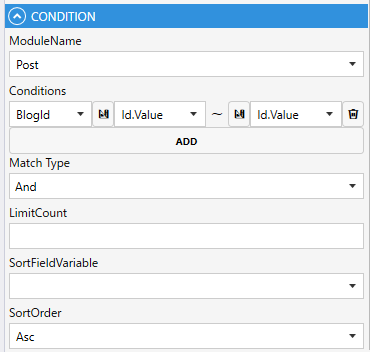 CONDITION
ModuleName
Post
Conditions
BlogId Id.Value ~ Id.Value
ADD
Match Type
And
LimitCount
SortFieldVariable
SortOrder
Asc